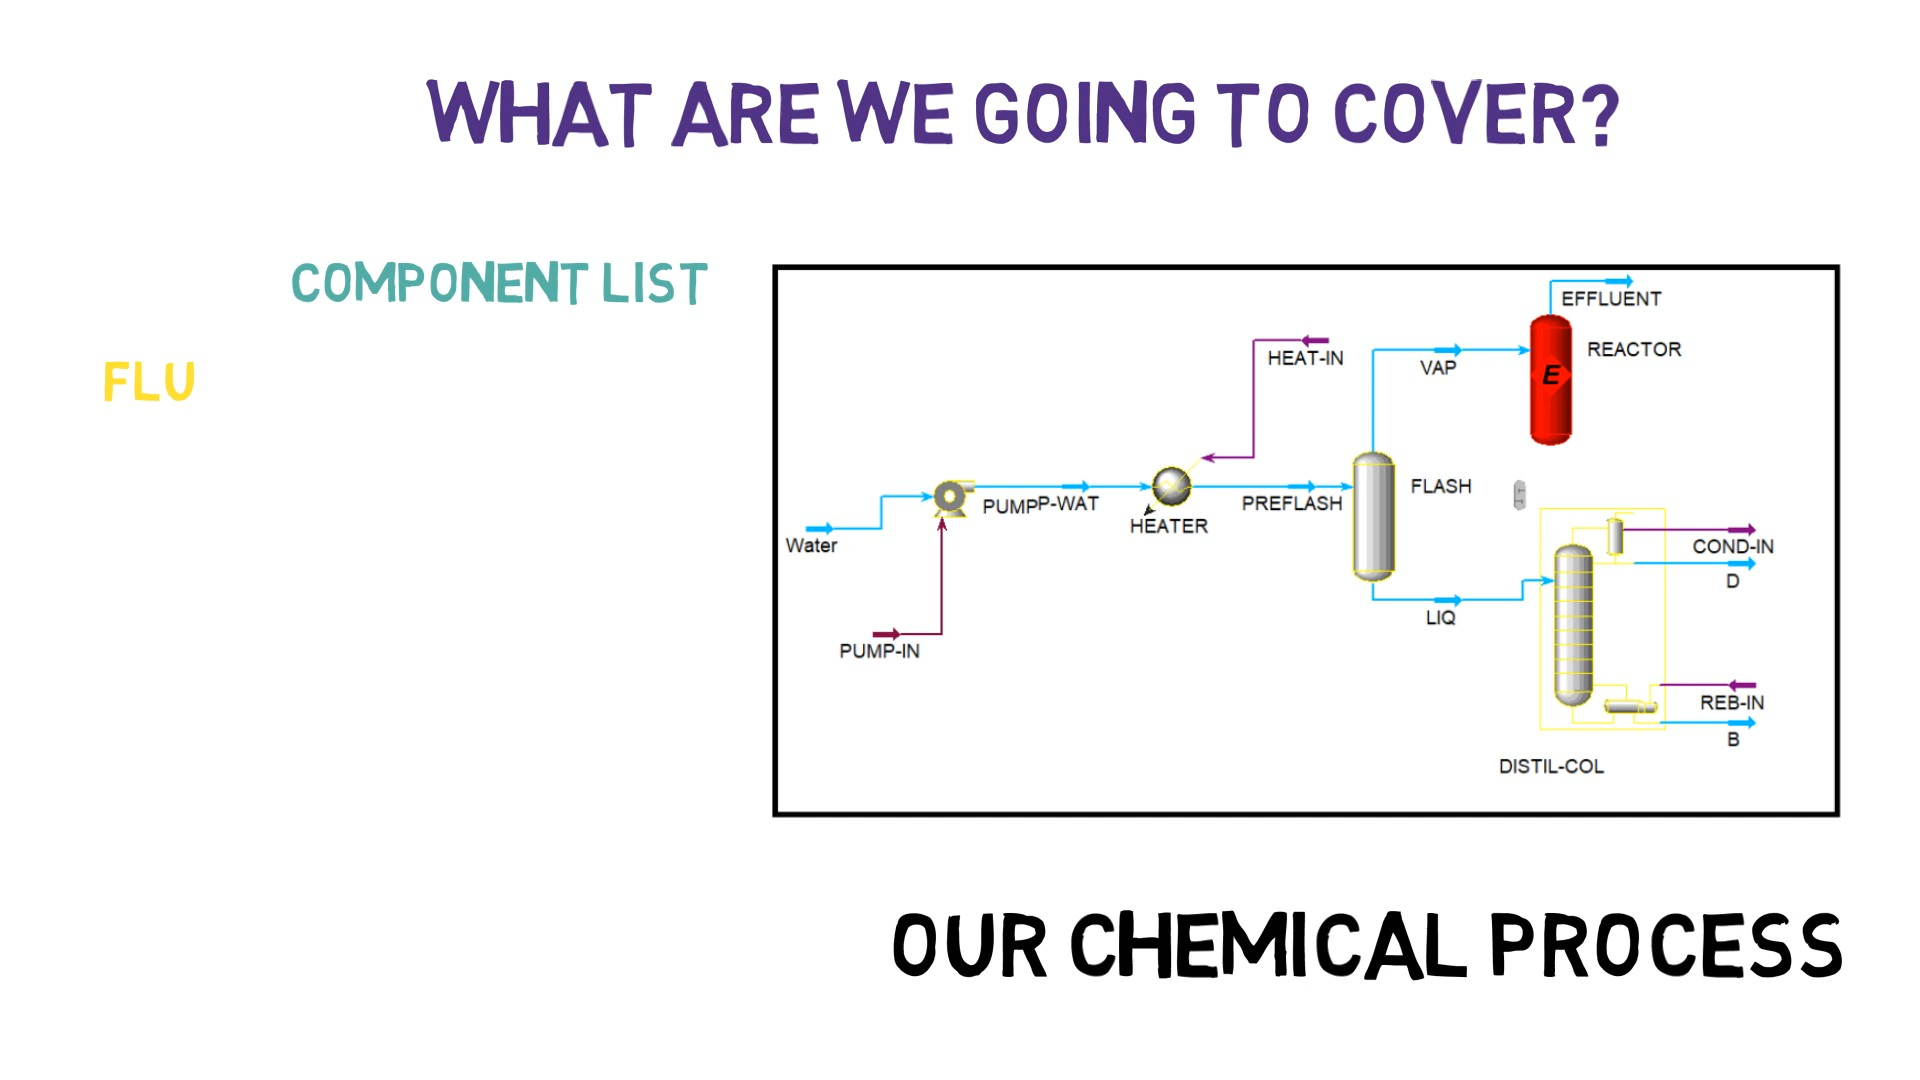 WHAT ARE WE GOING TO COVER?
COMPONENT LIST
FLU
EFFLUENT
REACTOR
E
HEAT-IN
VAP
FLASH
PUMP
P-WAT
PREFLASH
HEATER
Water
COND-IN
D
LIQ
PUMP-IN
REB-IN
B
DISTIL-COL
OUR CHEMICAL PROCESS